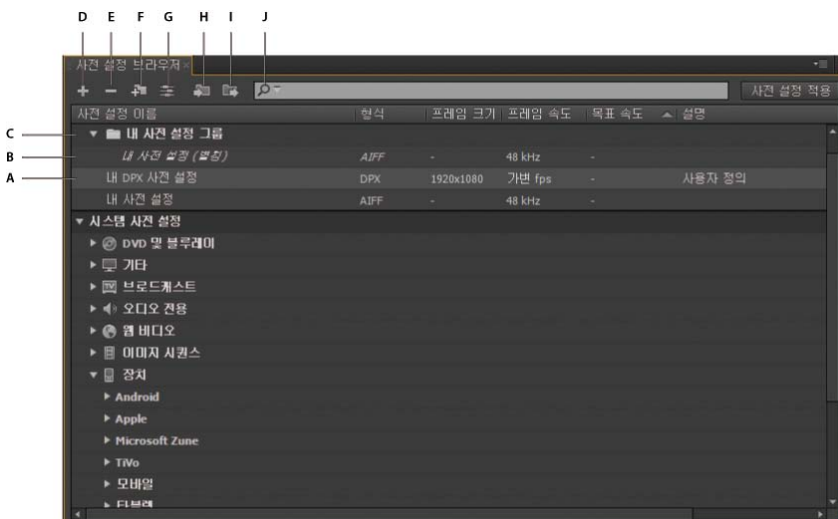 D E F G H I J
사전 설정 브라우저
사전 설정 적용
사전 설정 이름 형식 프레임 크기 프레임 속도 목표 속도 설명
C 내 사전 설정 그룹
B 내 사전 설정 (별칭) AIFF - 48 kHz -
A 내 DPX 사전 설정 DPX 1920x1080 가변 fps - 사용자 정의
내 사전 설정 AIFF - 48 kHz -
시스템 사전 설정
DVD 및 블루레이
기타
TV 브로드캐스트
오디오 전용
웹 비디오
이미지 시퀀스
장치
Android
Apple
Microsoft Zune
TiVo
모바일
타블렛